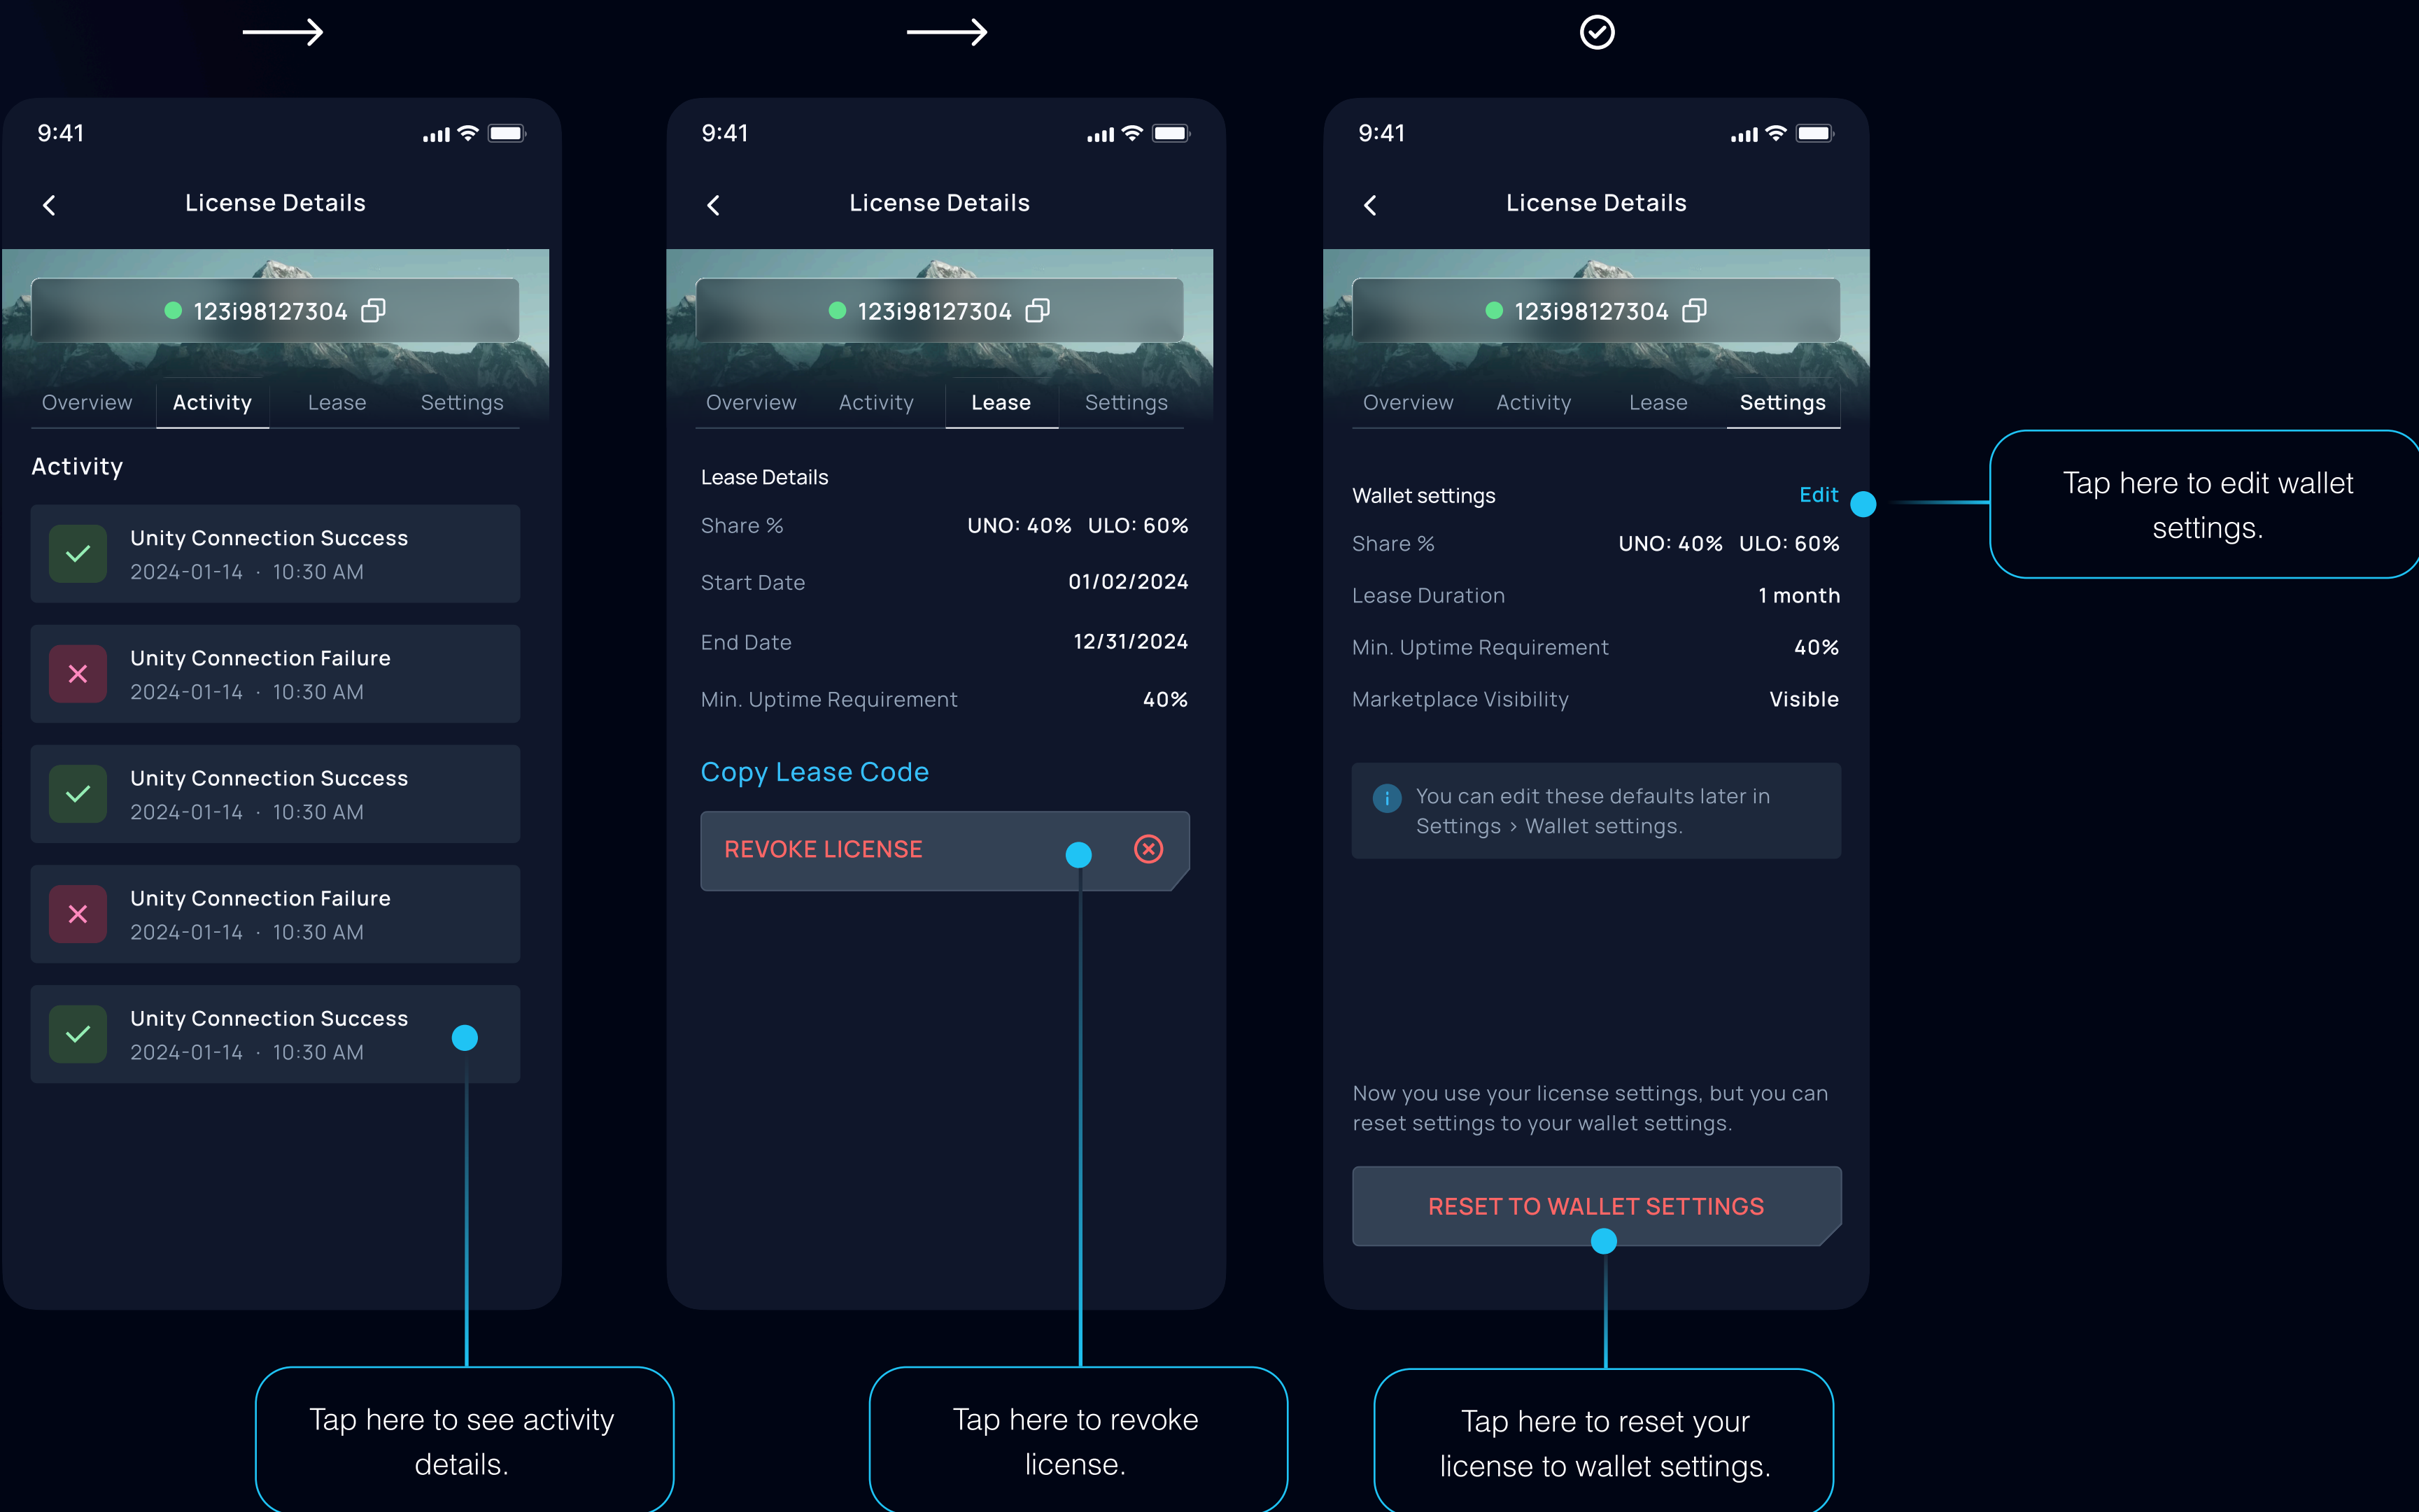 9:41
License Details
123i98127304
Overview Activity Lease Settings
Activity
Unity Connection Success
2024-01-14 · 10:30 AM
Unity Connection Failure
2024-01-14 · 10:30 AM
Unity Connection Success
2024-01-14 · 10:30 AM
Unity Connection Failure
2024-01-14 · 10:30 AM
Unity Connection Success
2024-01-14 · 10:30 AM
Tap here to see activity
details.
9:41
License Details
123i98127304
Overview Activity Lease Settings
Lease Details
Share % UNO: 40% ULO: 60%
Start Date 01/02/2024
End Date 12/31/2024
Min. Uptime Requirement 40%
Copy Lease Code
REVOKE LICENSE
Tap here to revoke
license.
9:41
License Details
123i98127304
Overview Activity Lease Settings
Wallet settings Edit
Share % UNO: 40% ULO: 60%
Lease Duration 1 month
Min. Uptime Requirement 40%
Marketplace Visibility Visible
You can edit these defaults later in
Settings > Wallet settings.
Now you use your license settings, but you can
reset settings to your wallet settings.
RESET TO WALLET SETTINGS
Tap here to reset your
license to wallet settings.
Tap here to edit wallet
settings.